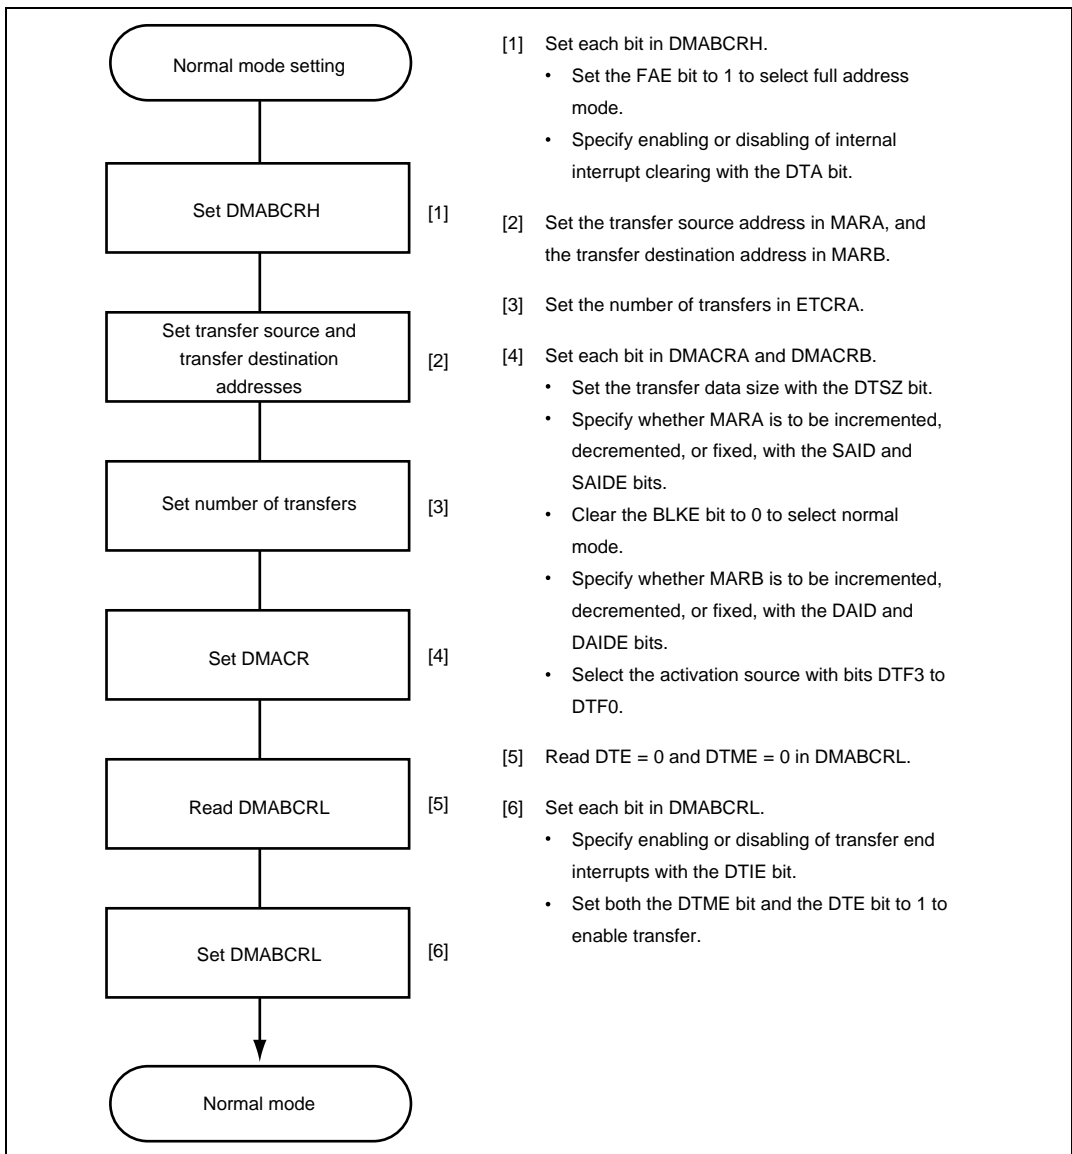 Normal mode setting
Set DMABCRH
[1]
Set transfer source and
transfer destination
addresses
[2]
Set number of transfers
[3]
Set DMACR
[4]
Read DMABCRL
[5]
Set DMABCRL
[6]
Normal mode
[1] Set each bit in DMABCRH.
• Set the FAE bit to 1 to select full address
mode.
• Specify enabling or disabling of internal
interrupt clearing with the DTA bit.
[2] Set the transfer source address in MARA, and
the transfer destination address in MARB.
[3] Set the number of transfers in ETCRA.
[4] Set each bit in DMACRA and DMACRB.
• Set the transfer data size with the DTSZ bit.
• Specify whether MARA is to be incremented,
decremented, or fixed, with the SAID and
SAIDE bits.
• Clear the BLKE bit to 0 to select normal
mode.
• Specify whether MARB is to be incremented,
decremented, or fixed, with the DAID and
DAIDE bits.
• Select the activation source with bits DTF3 to
DTF0.
[5] Read DTE = 0 and DTME = 0 in DMABCRL.
[6] Set each bit in DMABCRL.
• Specify enabling or disabling of transfer end
interrupts with the DTIE bit.
• Set both the DTME bit and the DTE bit to 1 to
enable transfer.